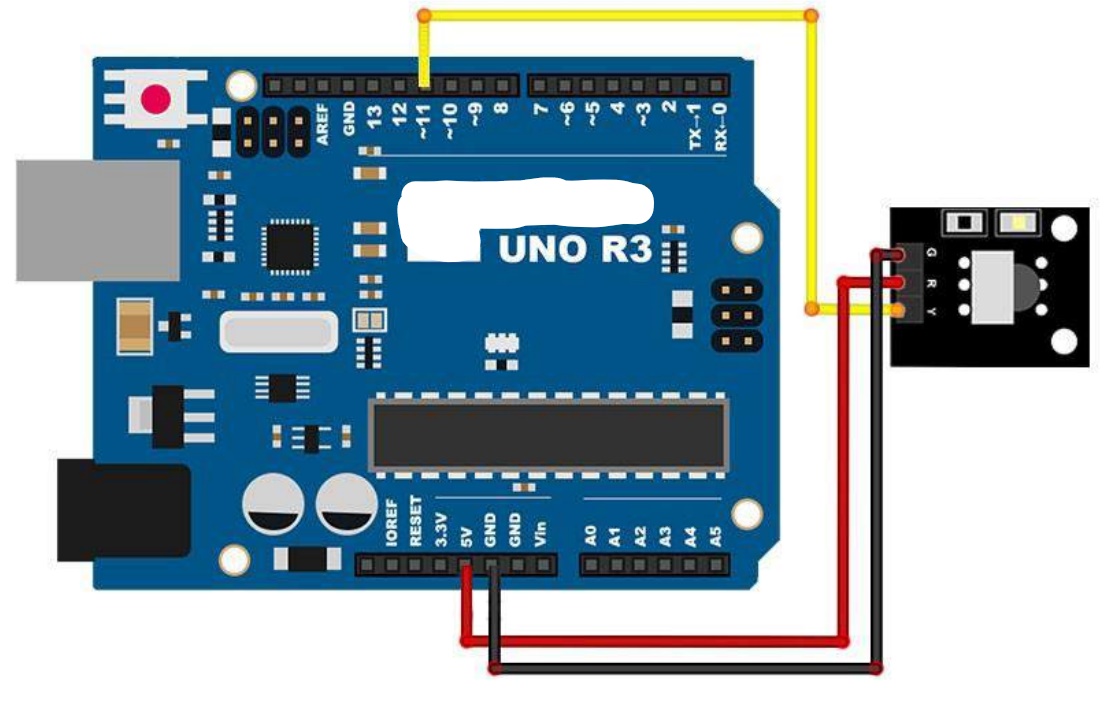 AREF
GND
13
12
~11
~10
~9
8
7
~6
~5
4
~3
2
TX→1
RX←0
UNO R3
G
R
Y
IOREF
RESET
3.3V
5V
GND
GND
Vin
A0
A1
A2
A3
A4
A5